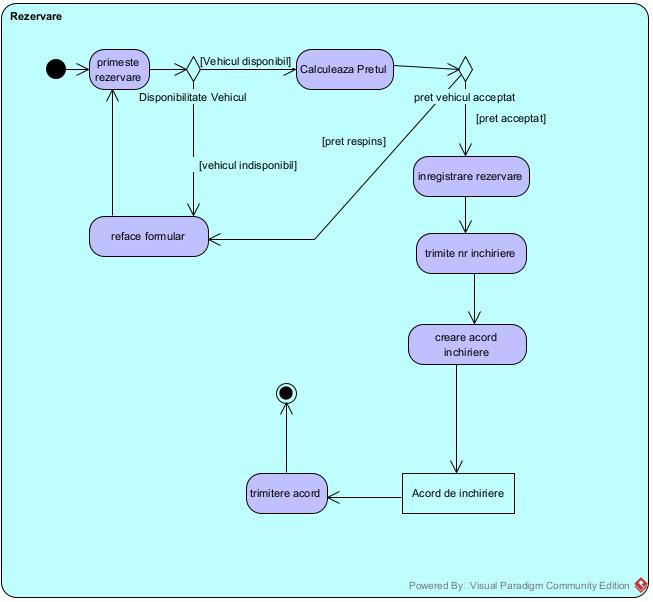 Rezervare
primeste
rezervare
[Vehicul disponibil]
Calculeaza Pretul
Disponibilitate Vehicul
pret vehicul acceptat
[pret acceptat]
[pret respins]
[vehicul indisponibil]
inregistrare rezervare
reface formular
trimite nr inchiriere
creare acord
inchiriere
trimitere acord
Acord de inchiriere
Powered By Visual Paradigm Community Edition